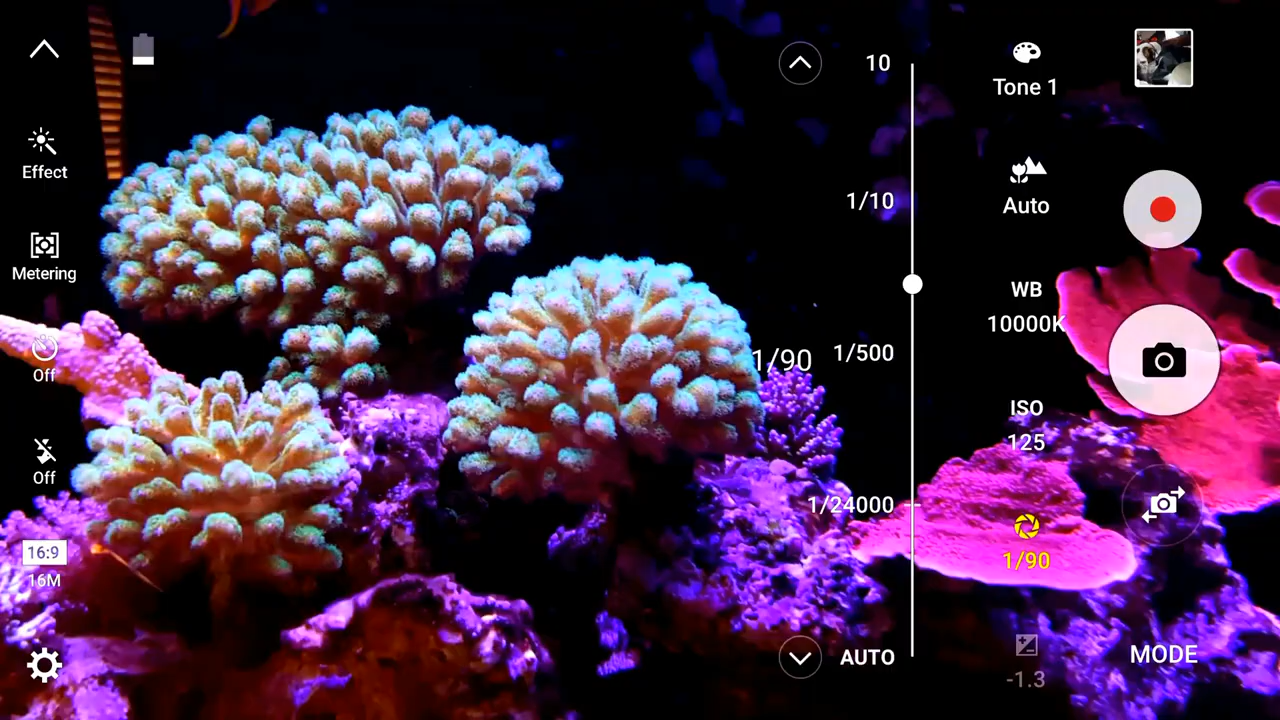 Effect
Metering
Off
Off
16:9
16M
10
1/10
1/500
1/90
1/24000
AUTO
Tone 1
Auto
WB
10000K
ISO
125
1/90
-1.3
MODE